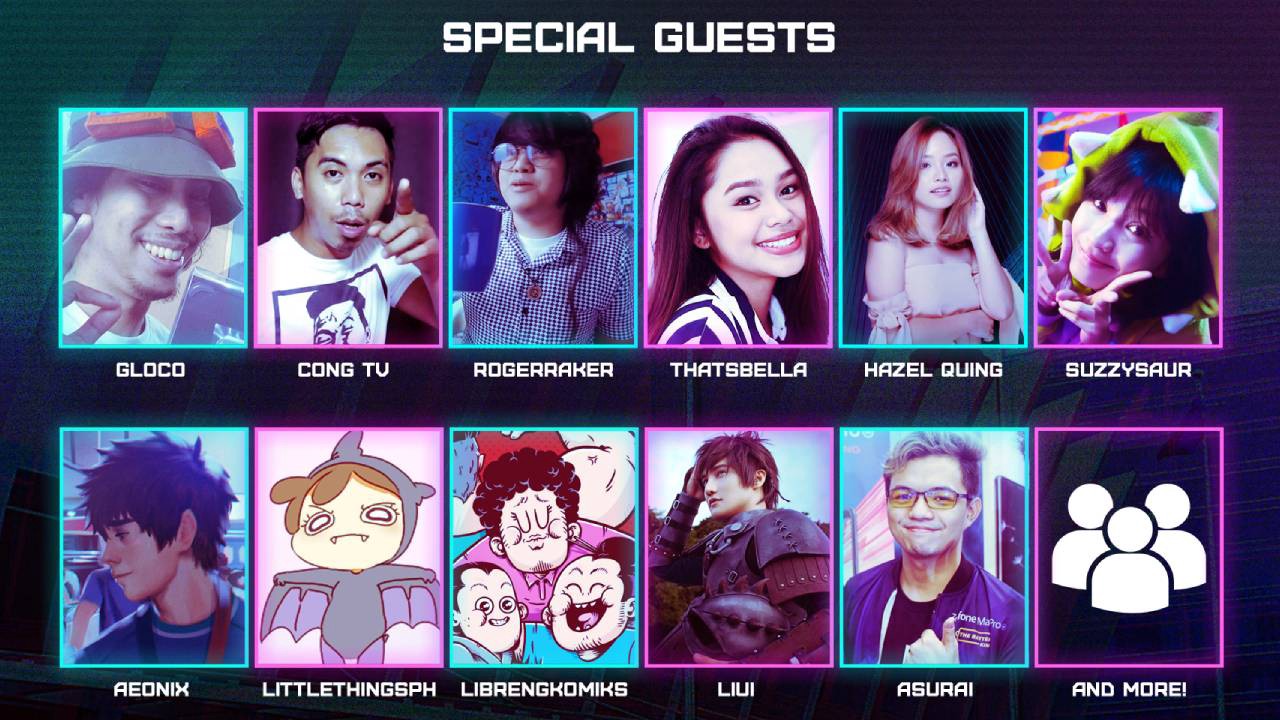 SPECIAL GUESTS
GLOCO
CONG TV
ROGERRAKER
THATSBELLA
HAZEL QUING
SUZZYSAUR
AEONIX
LITTLETHINGSPH
LIBRENGKOMIKS
LIUI
ASURAI
AND MORE!